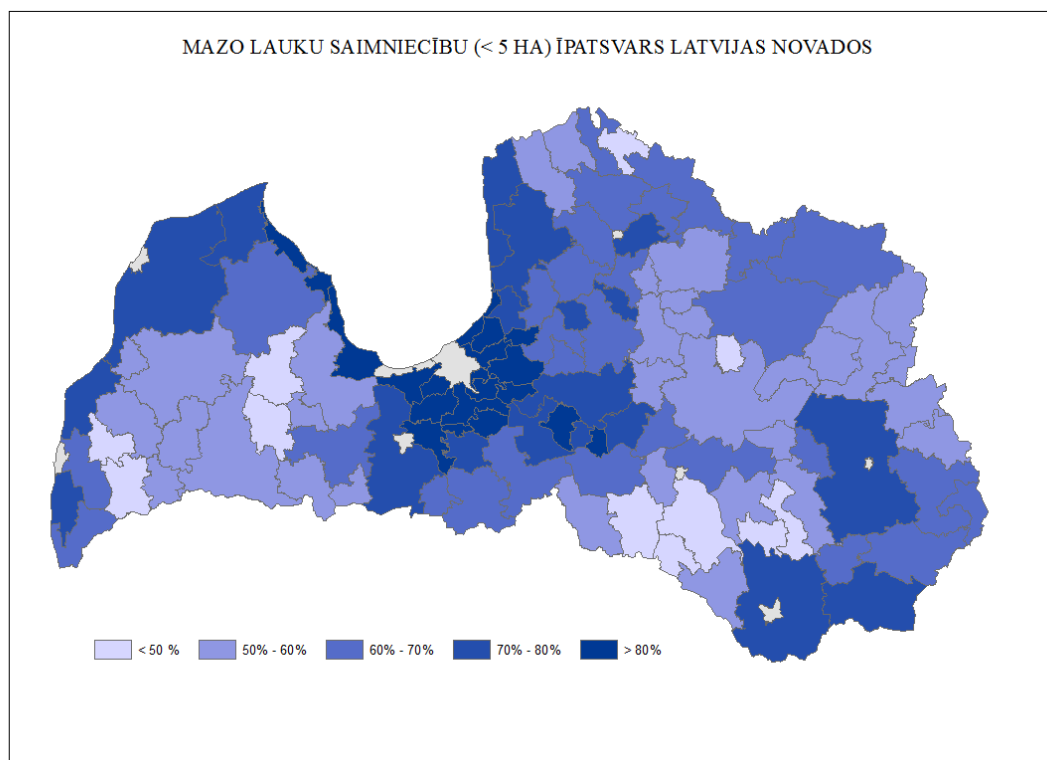 MAZO LAUKU SAIMNIECĪBU (< 5 HA) ĪPATSVARS LATVIJAS NOVADOS
< 50 %
50% - 60%
60% - 70%
70% - 80%
> 80%